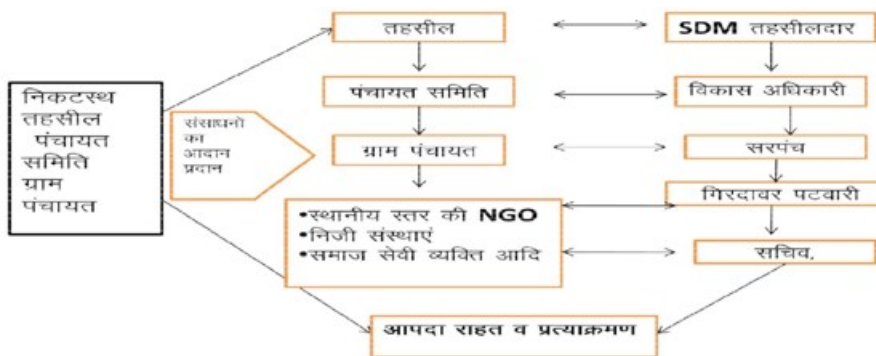 तहसील
SDM तहसीलदार
निकटस्थ
तहसील
पंचायत
समिति
ग्राम
पंचायत
संसाधनों
का
आदान
प्रदान
पंचायत समिति
विकास अधिकारी
ग्राम पंचायत
सरपंच
गिरदावर पटवारी
•स्थानीय स्तर की NGO
•निजी संस्थाएं
•समाज सेवी व्यक्ति आदि
सचिव,
आपदा राहत व प्रत्याक्रमण